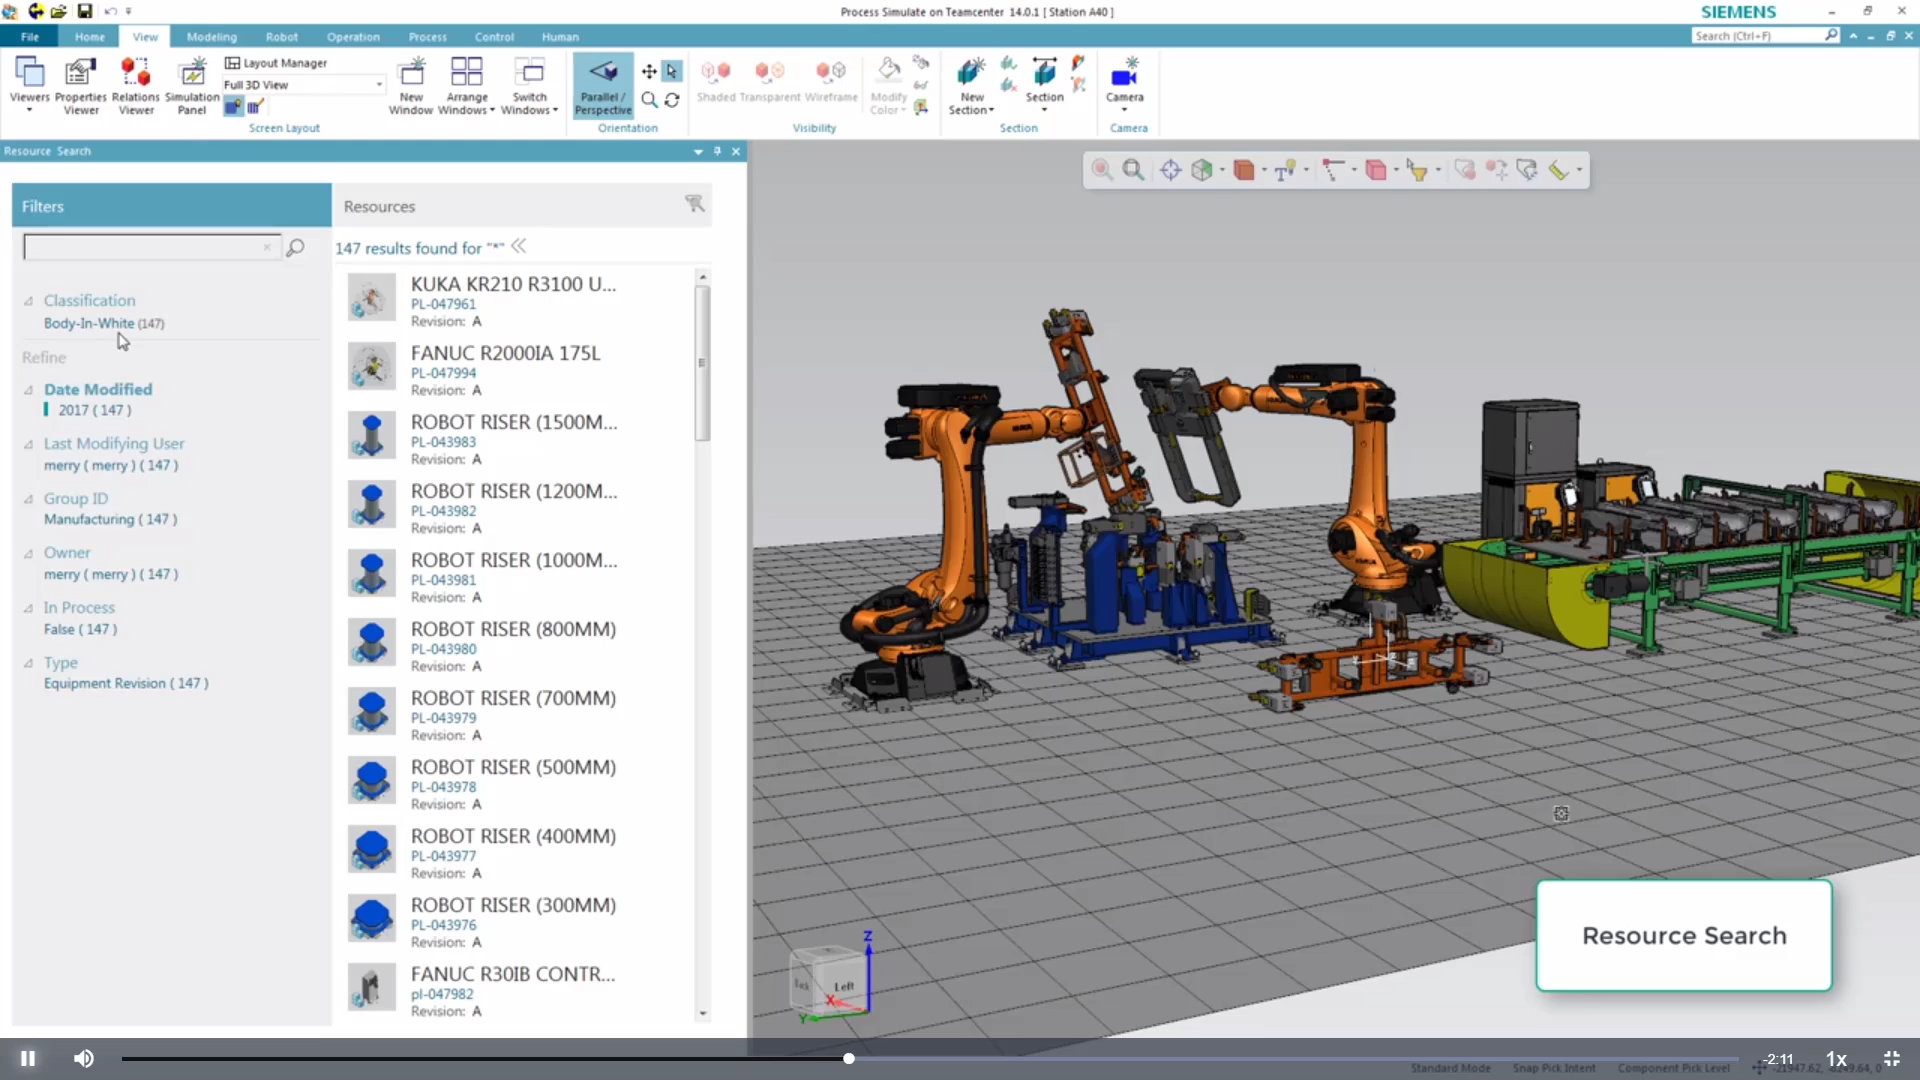 Process Simulate on Teamcenter 14.0.1 [ Station A40 ]
SIEMENS
File Home View Modeling Robot Operation Process Control Human
Search (Ctrl+F)
Viewers
Properties Viewer
Relations Viewer
Simulation Panel
Layout Manager
Full 3D View
Screen Layout
New Window
Arrange Windows
Switch Windows
Parallel / Perspective
Orientation
Shaded Transparent Wireframe
Modify Color
Visibility
New Section
Section
Section
Camera
Camera
Resource Search
Filters
Classification
Body-In-White (147)
Refine
Date Modified
2017 ( 147 )
Last Modifying User
merry ( merry ) ( 147 )
Group ID
Manufacturing ( 147 )
Owner
merry ( merry ) ( 147 )
In Process
False ( 147 )
Type
Equipment Revision ( 147 )
Resources
147 results found for "*"
KUKA KR210 R3100 U...
PL-047961
Revision: A
FANUC R2000IA 175L
PL-047994
Revision: A
ROBOT RISER (1500M...
PL-043983
Revision: A
ROBOT RISER (1200M...
PL-043982
Revision: A
ROBOT RISER (1000M...
PL-043981
Revision: A
ROBOT RISER (800MM)
PL-043980
Revision: A
ROBOT RISER (700MM)
PL-043979
Revision: A
ROBOT RISER (500MM)
PL-043978
Revision: A
ROBOT RISER (400MM)
PL-043977
Revision: A
ROBOT RISER (300MM)
PL-043976
Revision: A
FANUC R30IB CONTR...
pl-047982
Revision: A
Z
Back
Left
X
Y
Resource Search
-2:11
1x
Standard Mode Snap Pick Intent Component Pick Level